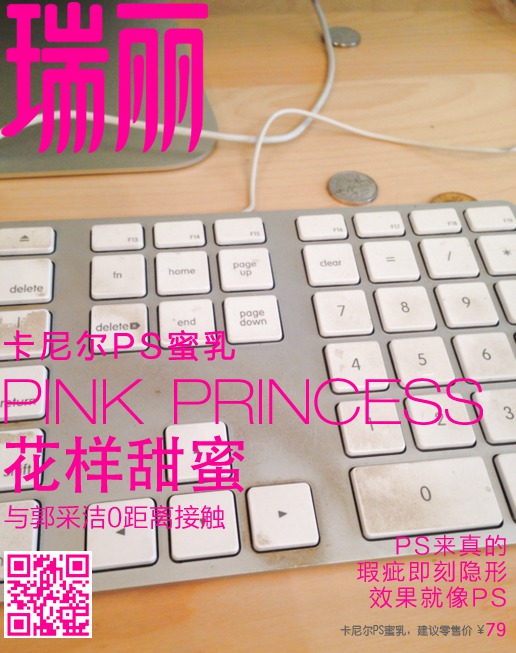 瑞丽
F13 F14 F15 F16 F17 F18 F19
delete fn home page up clear = / *
7 8 9
delete end page down
4 5 6
卡尼尔PS蜜乳
PINK PRINCESS
return
2 3
花样甜蜜
shift
与郭采洁0距离接触
0
PS来真的
瑕疵即刻隐形
效果就像PS
卡尼尔PS蜜乳，建议零售价 ¥79